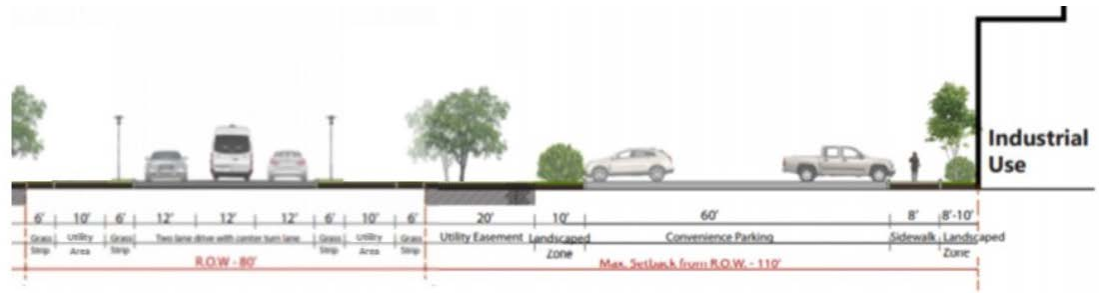 Industrial
Use
6' 10' 6' 12' 12' 12' 6' 10' 6' 20' 10' 60' 8' 8'-10'
Grass Strip
Utility Area
Grass Strip
Two lane drive with center turn lane
Grass Strip
Utility Area
Grass Strip
Utility Easement
Landscaped Zone
Convenience Parking
Sidewalk
Landscaped Zone
R.O.W - 80'
Max. Setback from R.O.W. - 110'